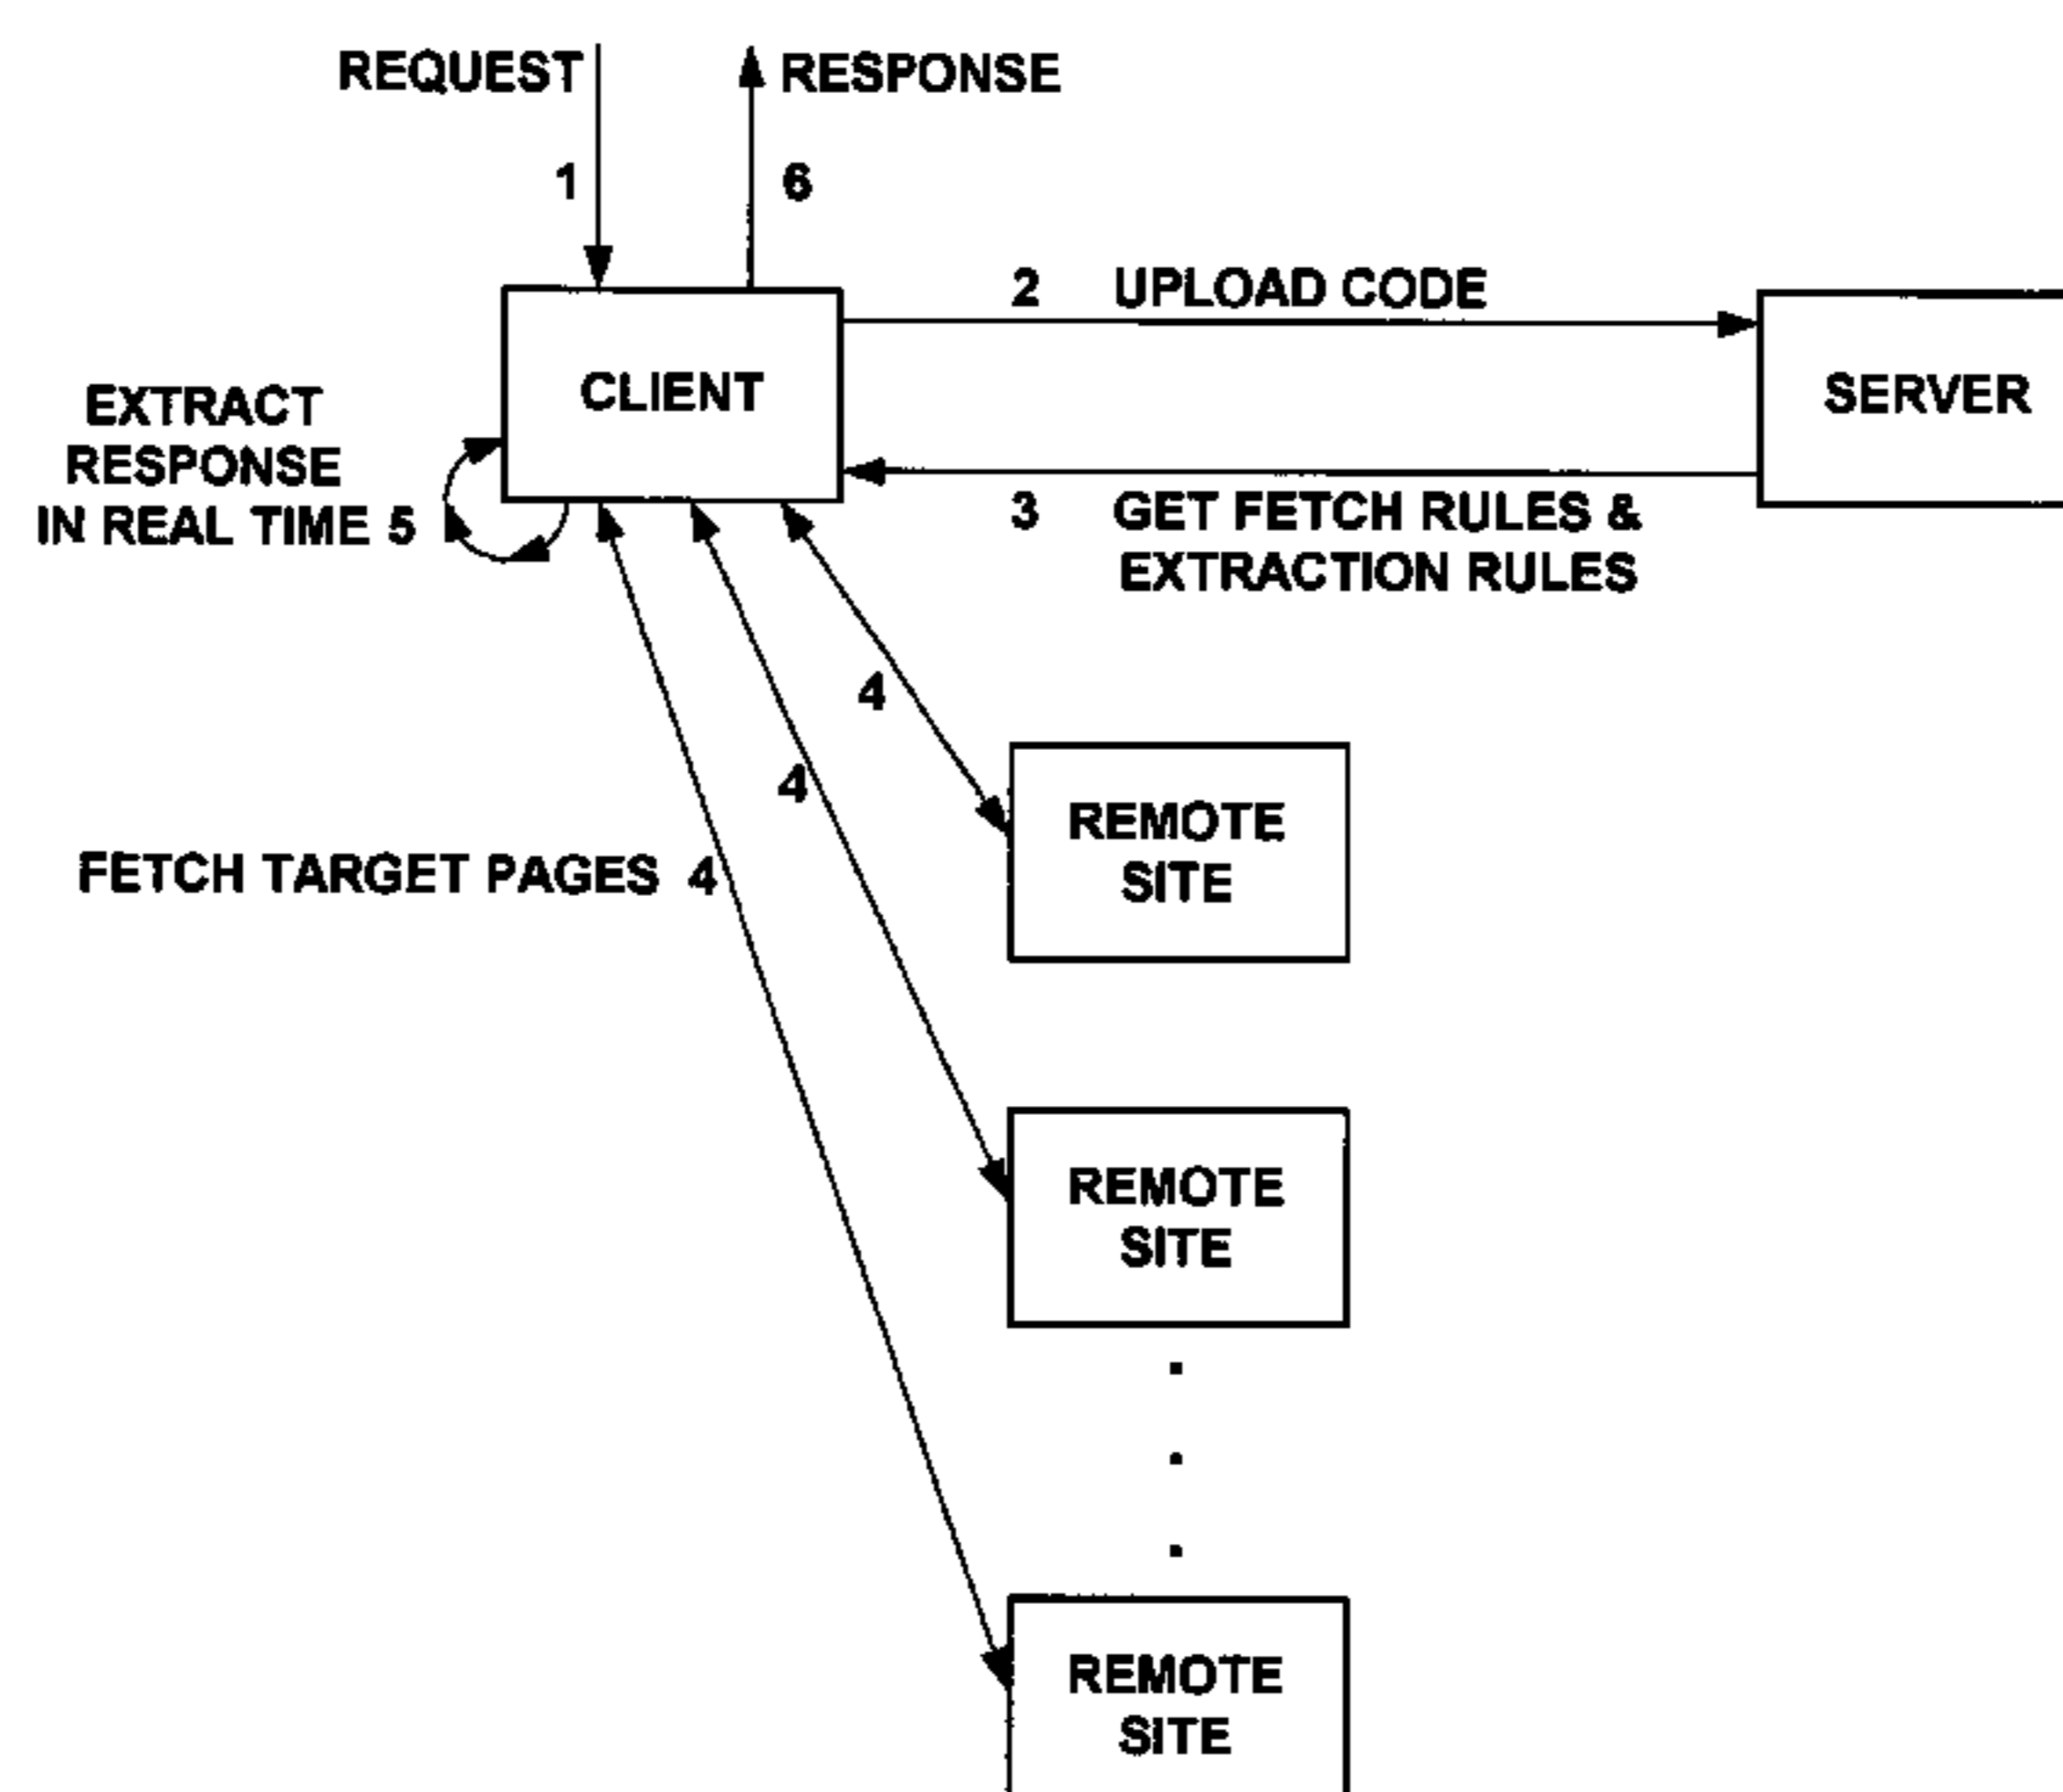 REQUEST
RESPONSE
1
6
2 UPLOAD CODE
CLIENT
SERVER
EXTRACT
RESPONSE
IN REAL TIME 5
3 GET FETCH RULES &
EXTRACTION RULES
4
4
FETCH TARGET PAGES 4
REMOTE
SITE
REMOTE
SITE
REMOTE
SITE